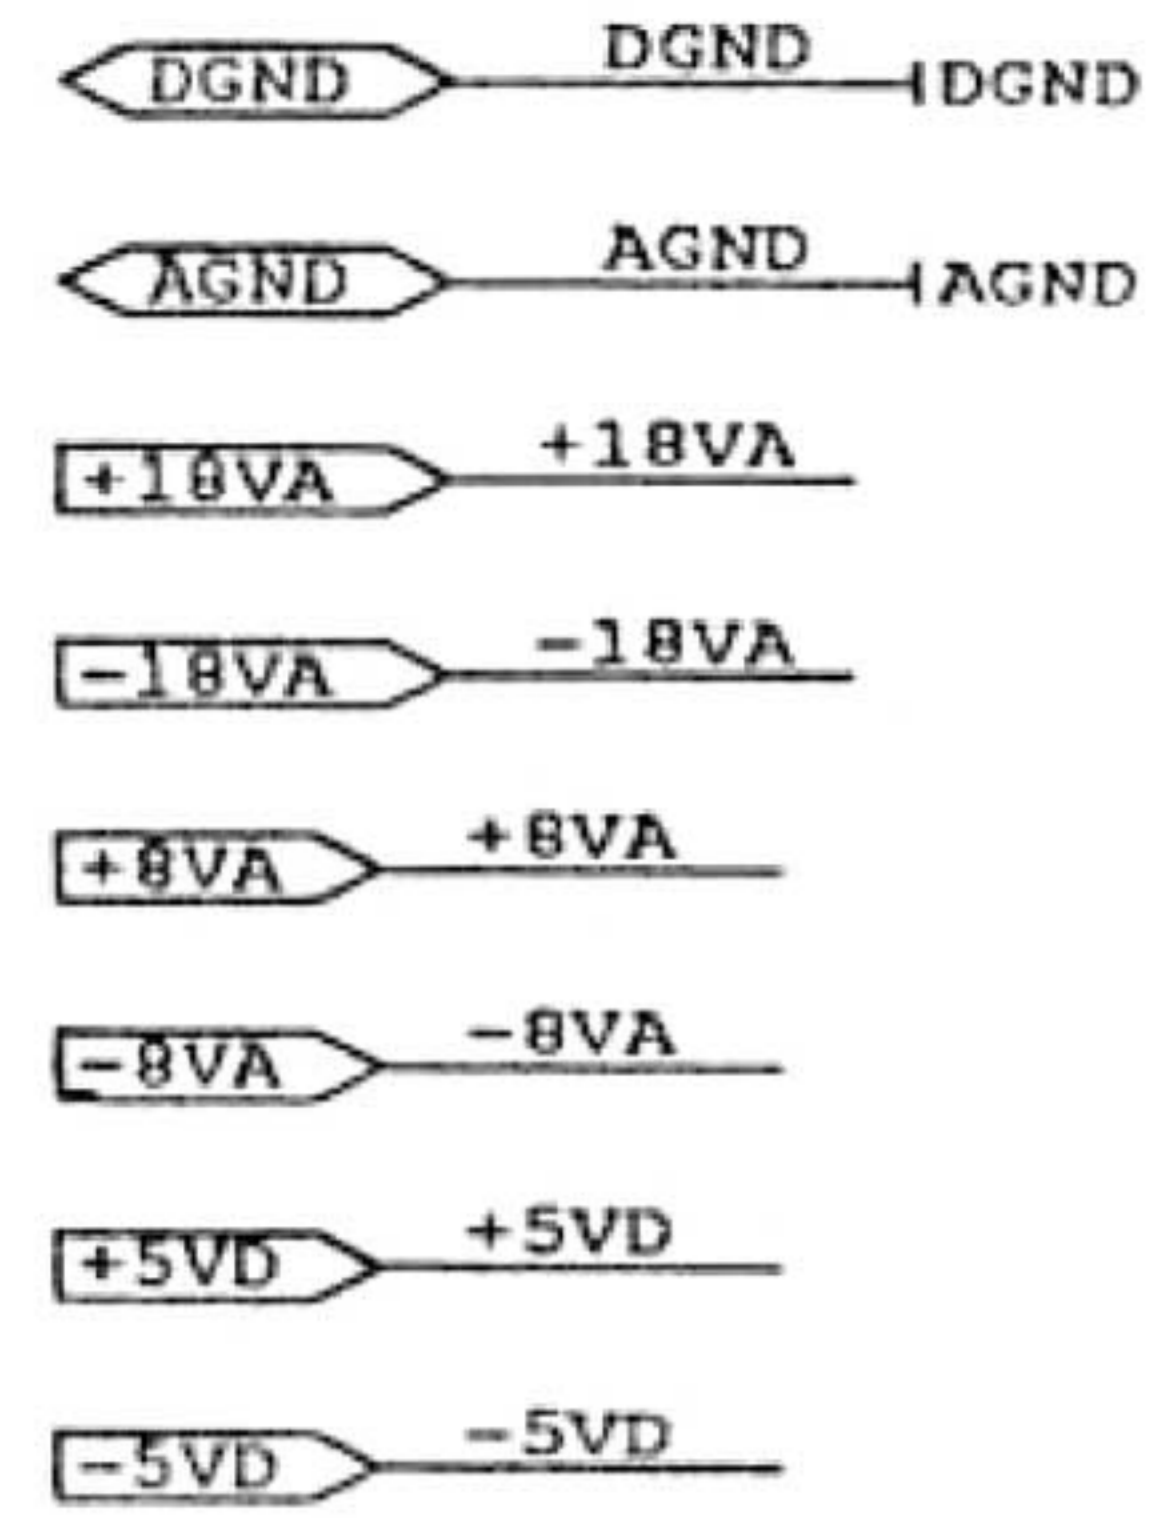 DGND DGND DGND
AGND AGND AGND
+18VA +18VA
-18VA -18VA
+8VA +8VA
-8VA -8VA
+5VD +5VD
-5VD -5VD